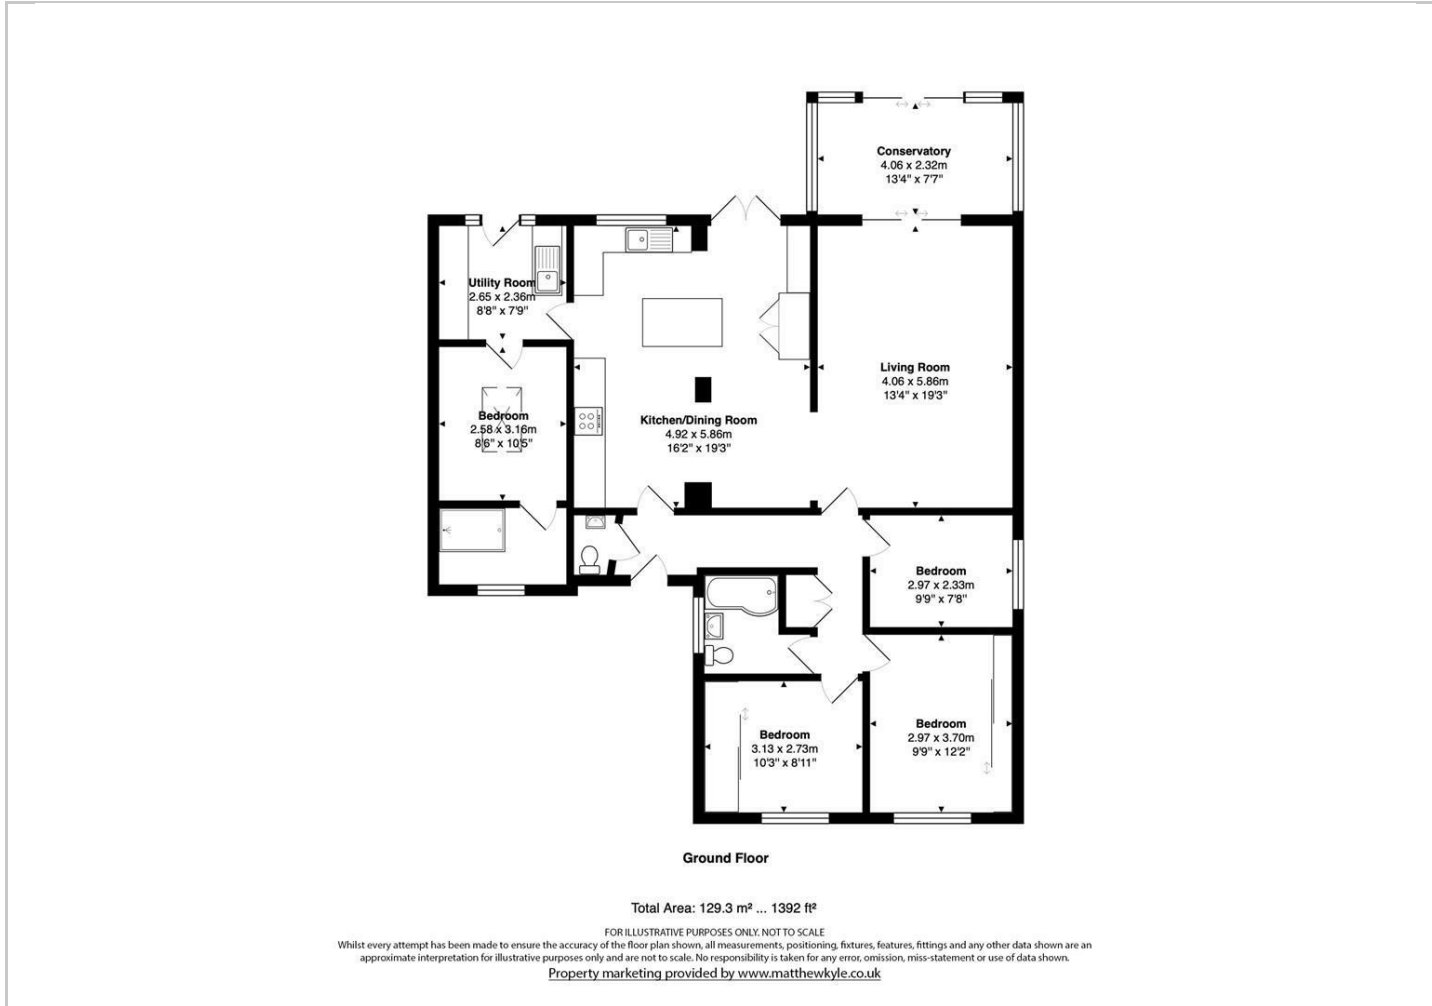 Conservatory
4.06 x 2.32m
13'4" x 7'7"
Utility Room
2.65 x 2.36m
8'8" x 7'9"
Living Room
4.06 x 5.86m
13'4" x 19'3"
Bedroom
2.58 x 3.16m
8'6" x 10'5"
Kitchen/Dining Room
4.92 x 5.86m
16'2" x 19'3"
Bedroom
2.97 x 2.33m
9'9" x 7'8"
Bedroom
3.13 x 2.73m
10'3" x 8'11"
Bedroom
2.97 x 3.70m
9'9" x 12'2"
Ground Floor
Total Area: 129.3 m² ... 1392 ft²
FOR ILLUSTRATIVE PURPOSES ONLY. NOT TO SCALE
Whilst every attempt has been made to ensure the accuracy of the floor plan shown, all measurements, positioning, fixtures, features, fittings and any other data shown are an
approximate interpretation for illustrative purposes only and are not to scale. No responsibility is taken for any error, omission, miss-statement or use of data shown.
Property marketing provided by www.matthewkyle.co.uk